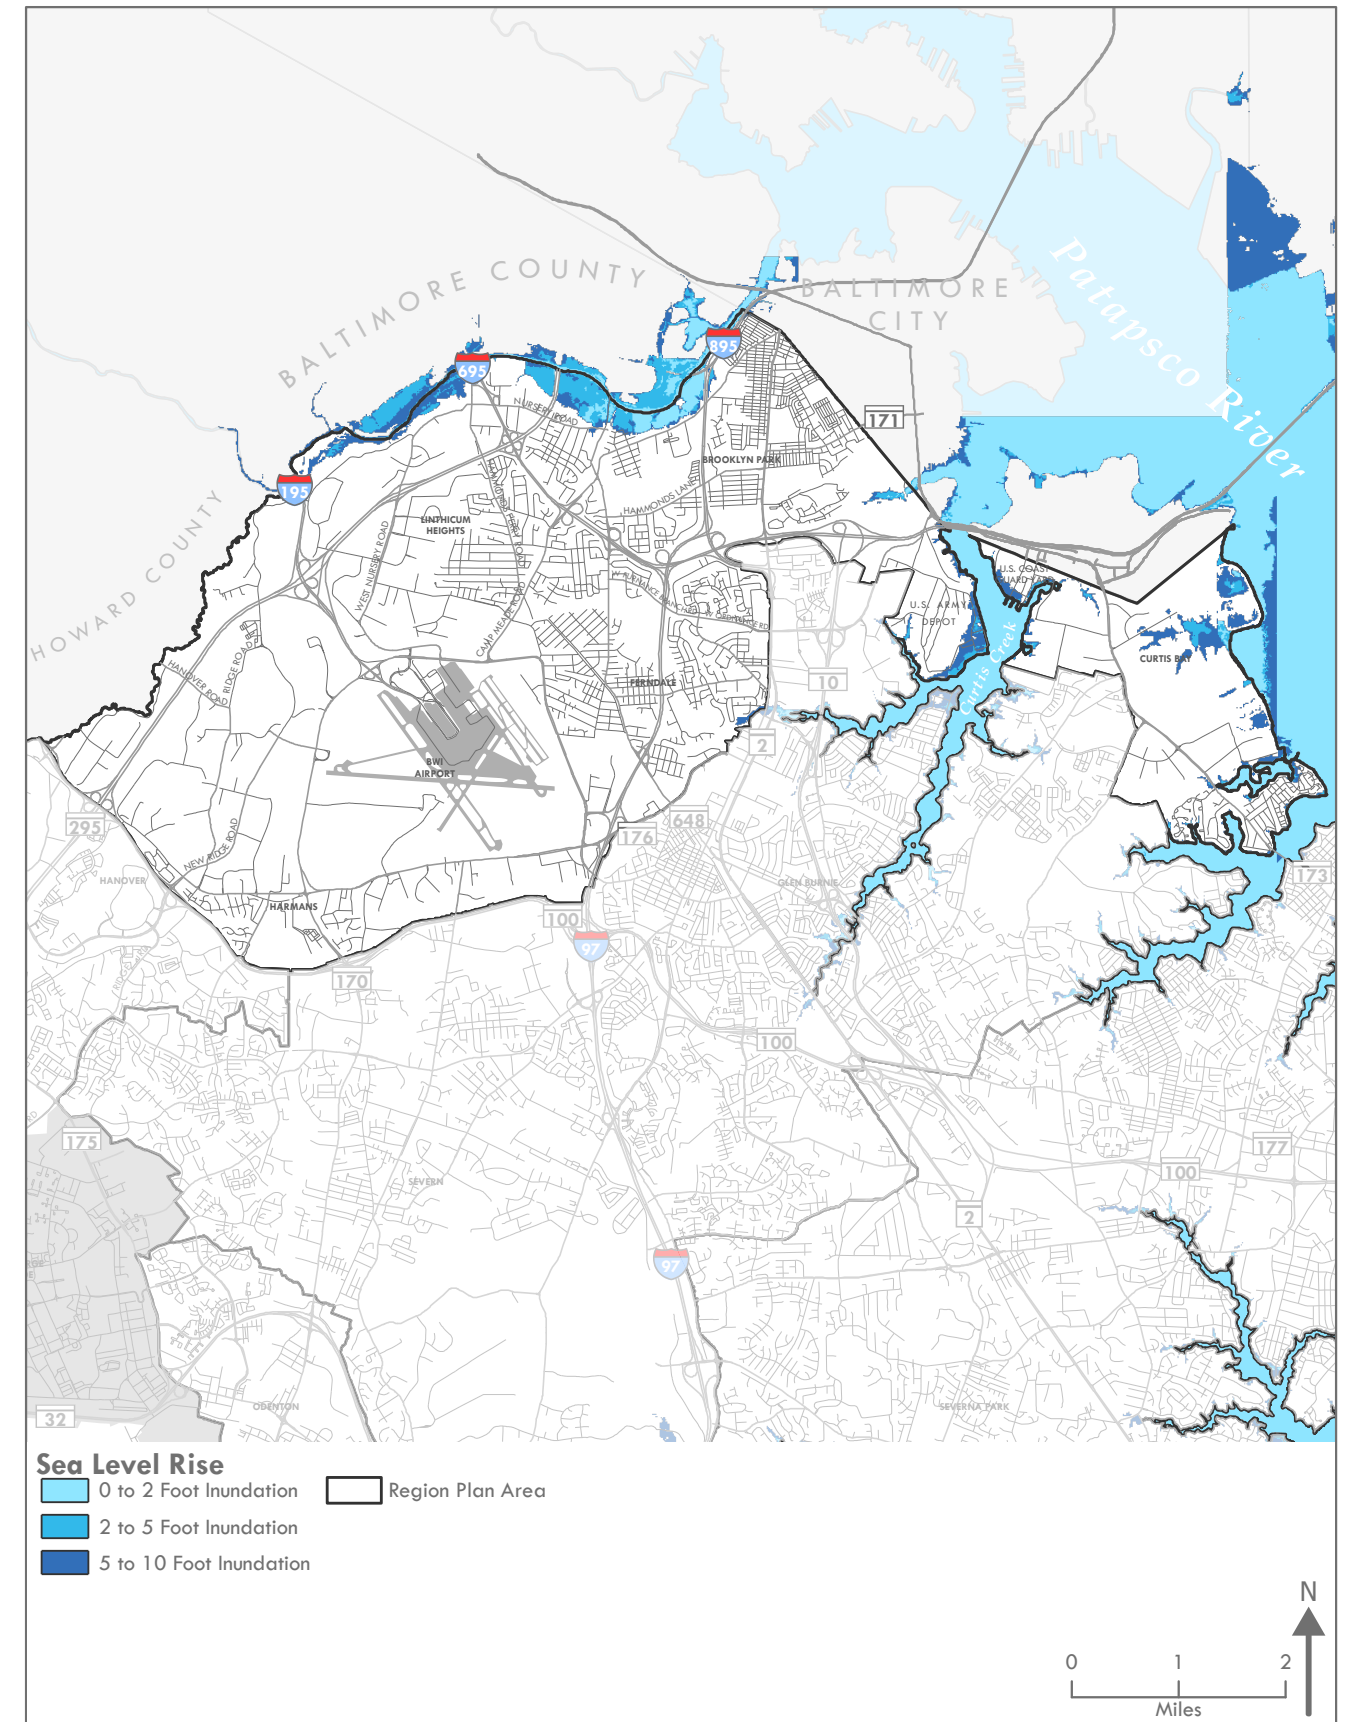 Patapsco River
BALTIMORE COUNTY
BALTIMORE
CITY
895
695
171
NURSERY ROAD
BROOKLYN PARK
195
HAMMONDS LANE
LINTHICUM
HEIGHTS
HOWARD COUNTY
WEST NURSERY ROAD
U.S. COAST
GUARD YARD
U.S. ARMY
DEPOT
CAMP MEADE ROAD
RIDGE ROAD
HANOVER ROAD
Curtis Creek
CURTIS BAY
FERNDALE
10
2
BWI
AIRPORT
295
648
176
NEW RIDGE ROAD
HANOVER
GLEN BURNIE
173
HARMANS
100
97
170
100
175
177
100
SEVERN
2
97
ODENTON
SEVERNA PARK
32
Sea Level Rise
0 to 2 Foot Inundation
Region Plan Area
2 to 5 Foot Inundation
5 to 10 Foot Inundation
N
0 1 2
Miles